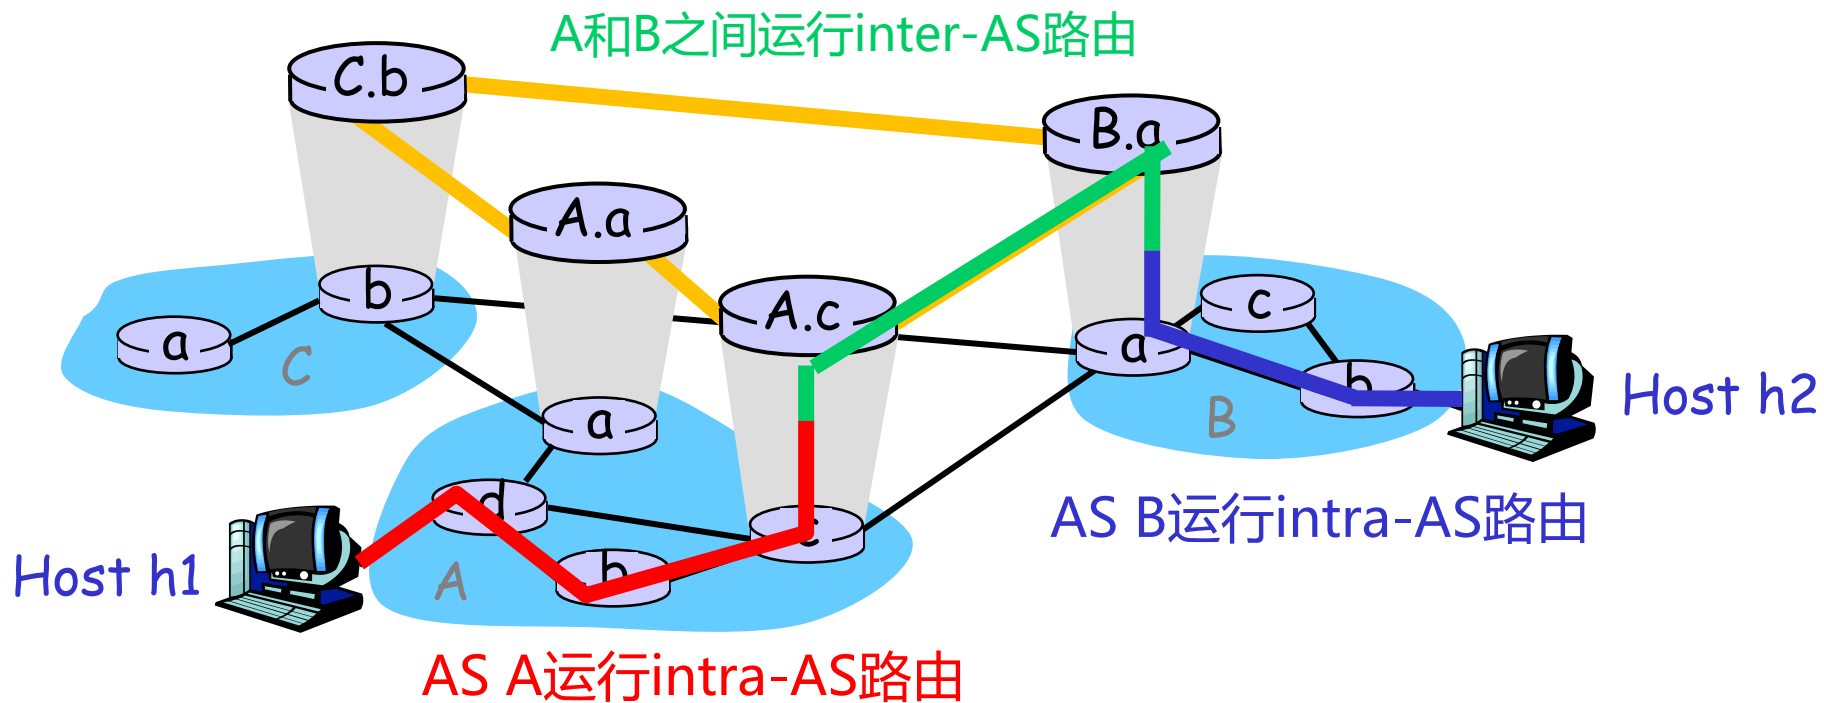 A和B之间运行inter-AS路由
C.b
B.a
A.a
A.c
b
c
a
a
C
a
b
Host h2
B
d
c
AS B运行intra-AS路由
Host h1
A
b
AS A运行intra-AS路由